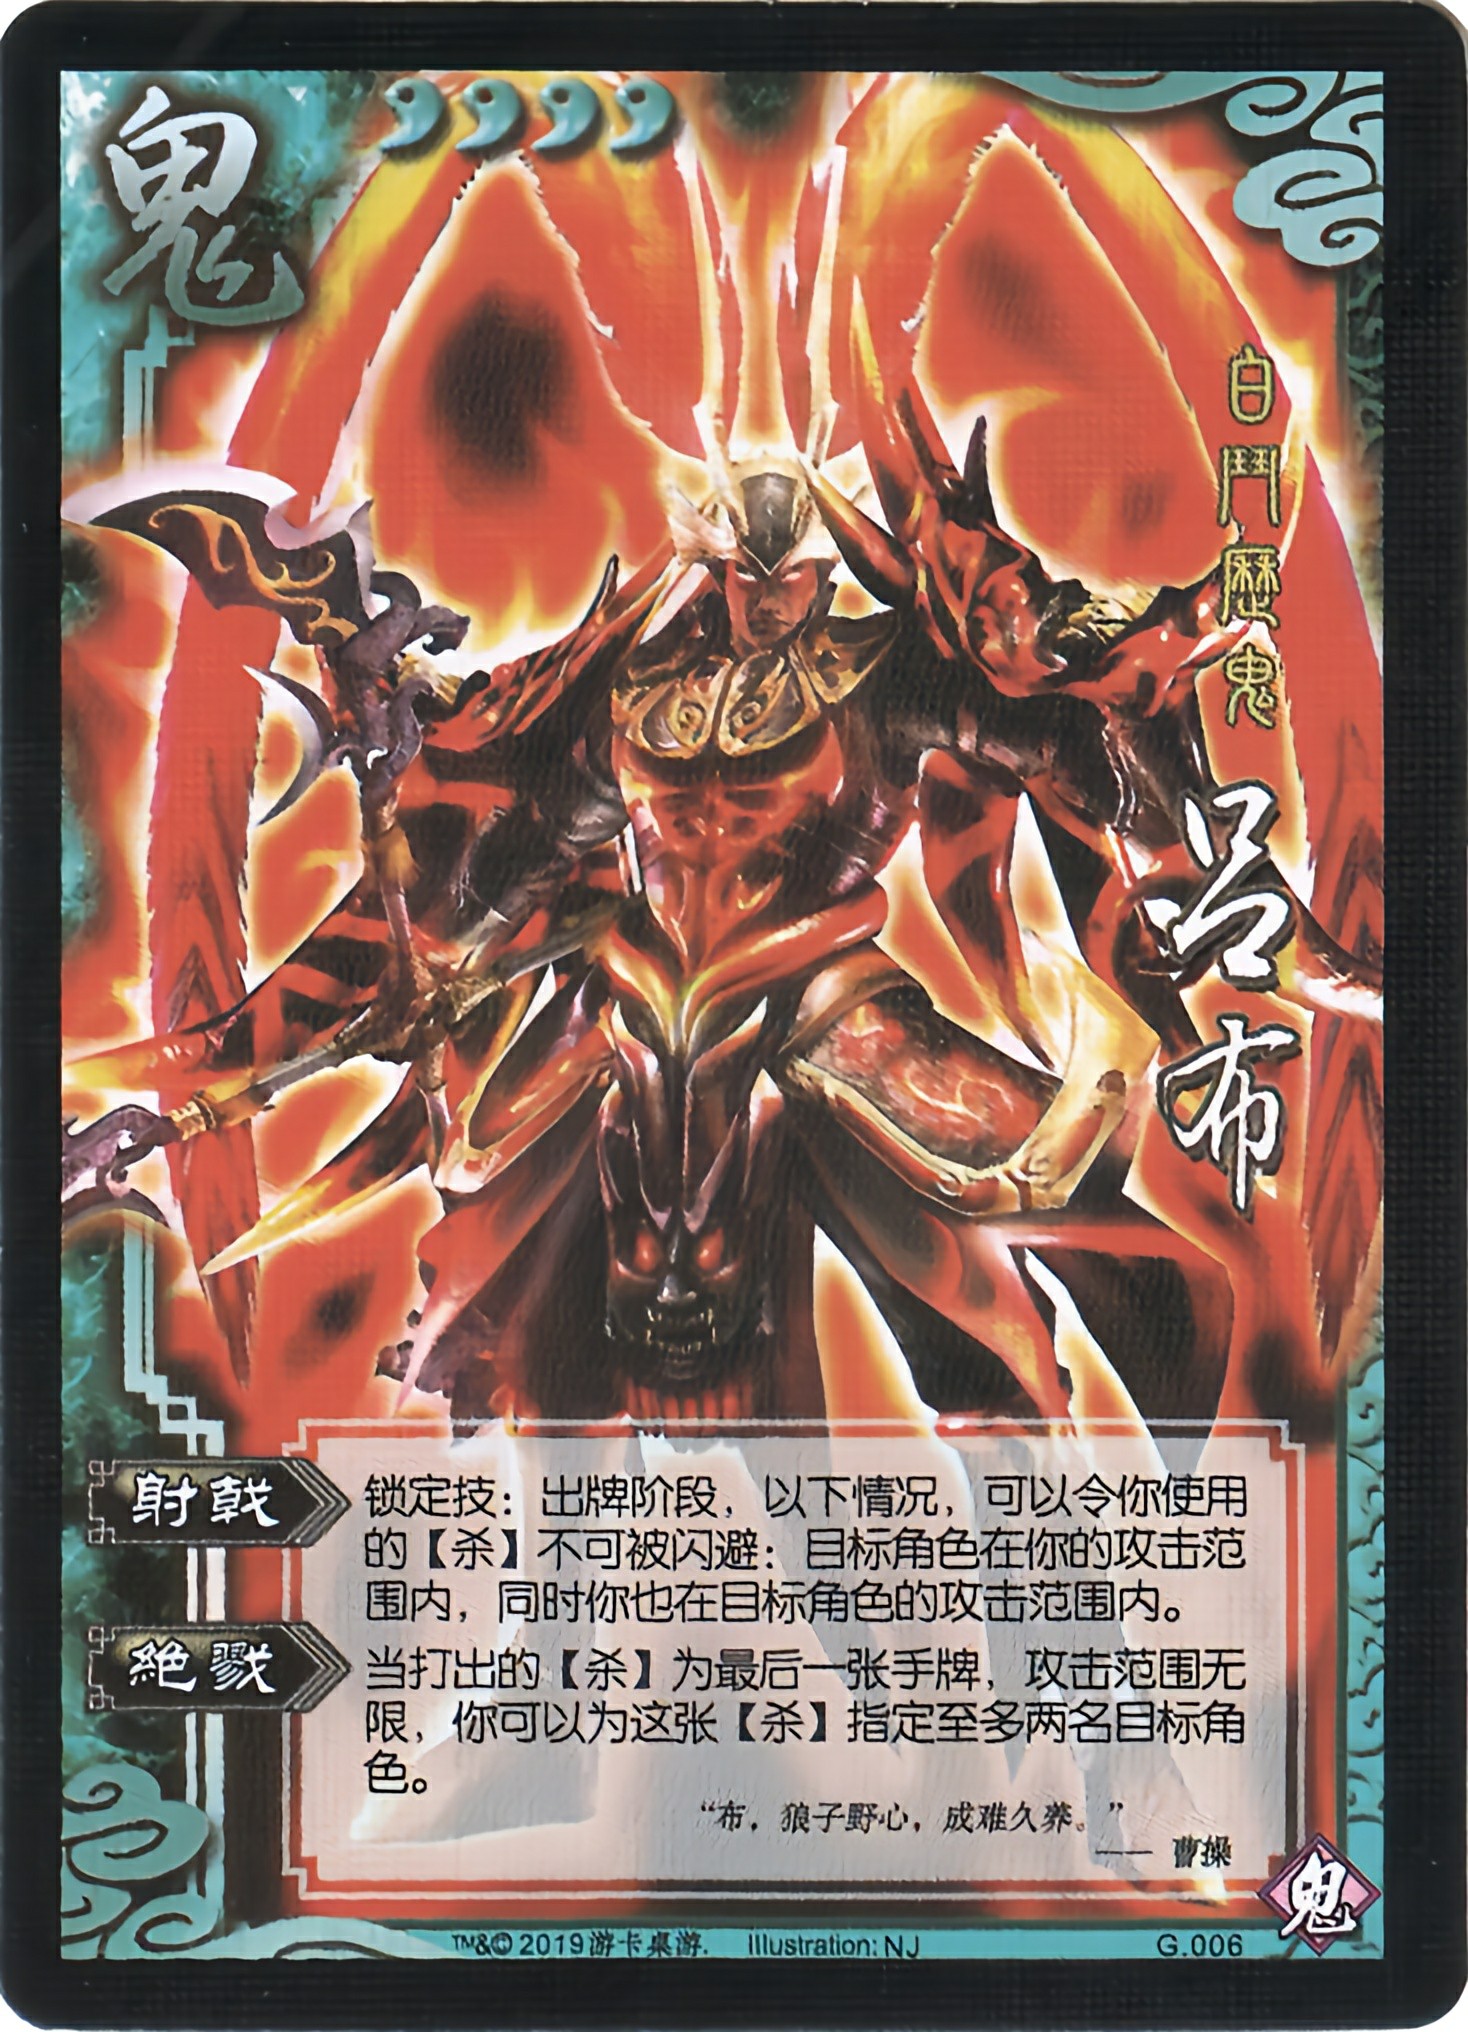 鬼
白門歷鬼
吕布
射戟
锁定技：出牌阶段，以下情况，可以令你使用
的【杀】不可被闪避：目标角色在你的攻击范
围内，同时你也在目标角色的攻击范围内。
絕戮
当打出的【杀】为最后一张手牌，攻击范围无
限，你可以为这张【杀】指定至多两名目标角
色。
“布，狼子野心，成难久养。”
—— 曹操
鬼
™&© 2019游卡桌游. Illustration: NJ G.006